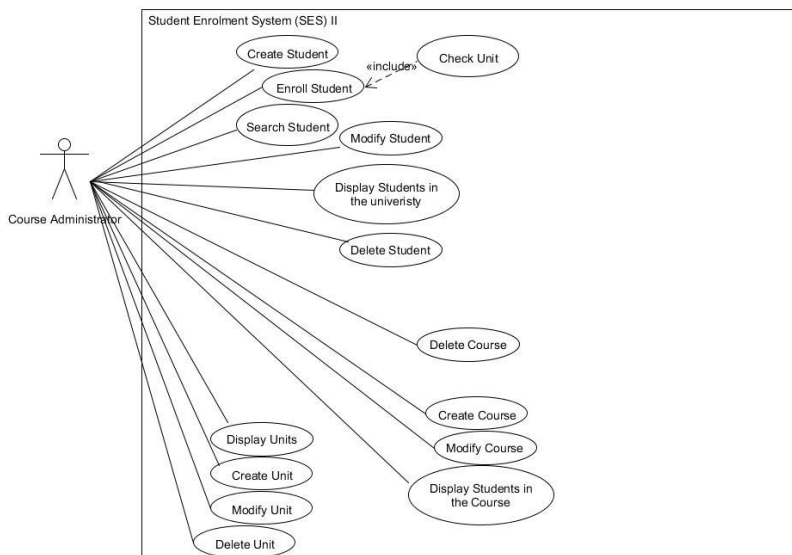 Student Enrolment System (SES) II
Create Student
«include»
Check Unit
Enroll Student
Search Student
Modify Student
Display Students in
the univeristy
Course Administrator
Delete Student
Delete Course
Create Course
Display Units
Modify Course
Create Unit
Display Students in
the Course
Modify Unit
Delete Unit